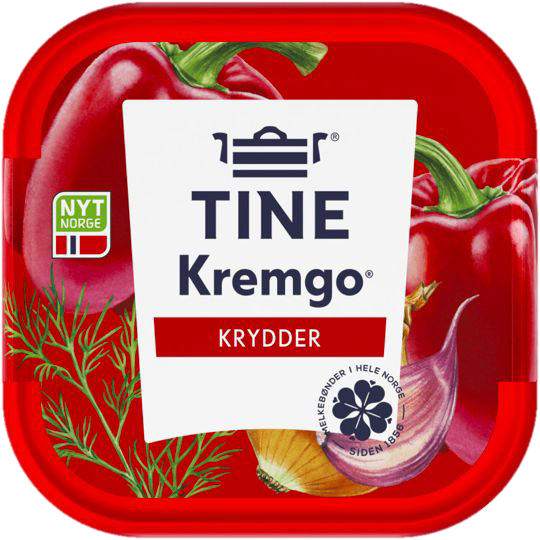 ®
TINE
Kremgo®
KRYDDER
NYT
NORGE
MELKEBØNDER I HELE NORGE
SIDEN 1856